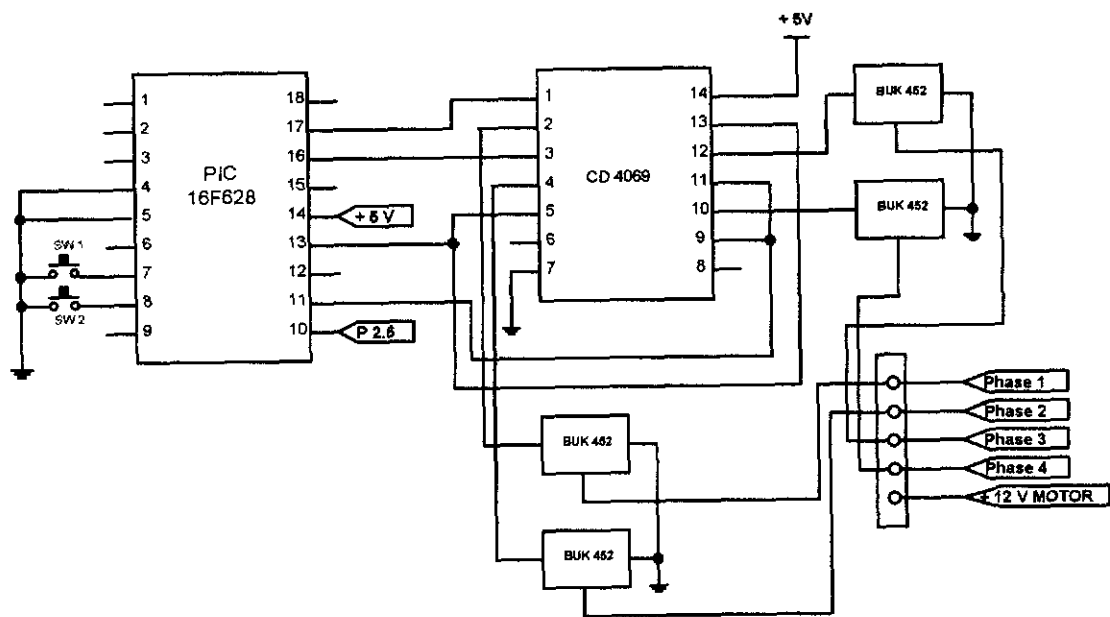 + 5V
PIC
16F628
1
2
3
4
5
6
7
8
9
18
17
16
15
14
13
12
11
10
+ 5 V
P 2.6
SW 1
SW 2
CD 4069
1
2
3
4
5
6
7
14
13
12
11
10
9
8
BUK 452
BUK 452
BUK 452
BUK 452
Phase 1
Phase 2
Phase 3
Phase 4
+ 12 V MOTOR